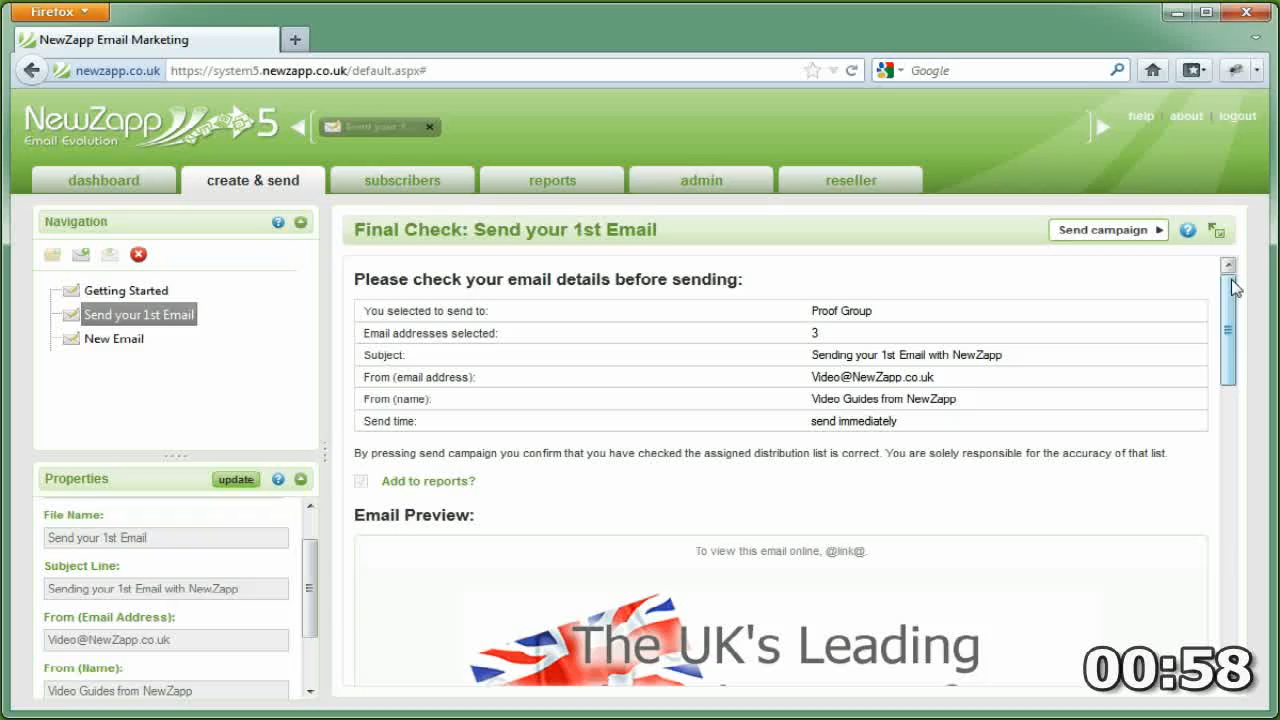 Firefox
NewZapp Email Marketing
newzapp.co.uk
https://system5.newzapp.co.uk/default.aspx#
Google
NewZapp 5
Email Evolution
Send your 1...
help | about | logout
dashboard
create & send
subscribers
reports
admin
reseller
Navigation
Getting Started
Send your 1st Email
New Email
Properties
update
File Name:
Send your 1st Email
Subject Line:
Sending your 1st Email with NewZapp
From (Email Address):
Video@NewZapp.co.uk
From (Name):
Video Guides from NewZapp
Final Check: Send your 1st Email
Send campaign
Please check your email details before sending:
You selected to send to: Proof Group
Email addresses selected: 3
Subject: Sending your 1st Email with NewZapp
From (email address): Video@NewZapp.co.uk
From (name): Video Guides from NewZapp
Send time: send immediately
By pressing send campaign you confirm that you have checked the assigned distribution list is correct. You are solely responsible for the accuracy of that list.
Add to reports?
Email Preview:
To view this email online, @link@.
The UK's Leading
00:58